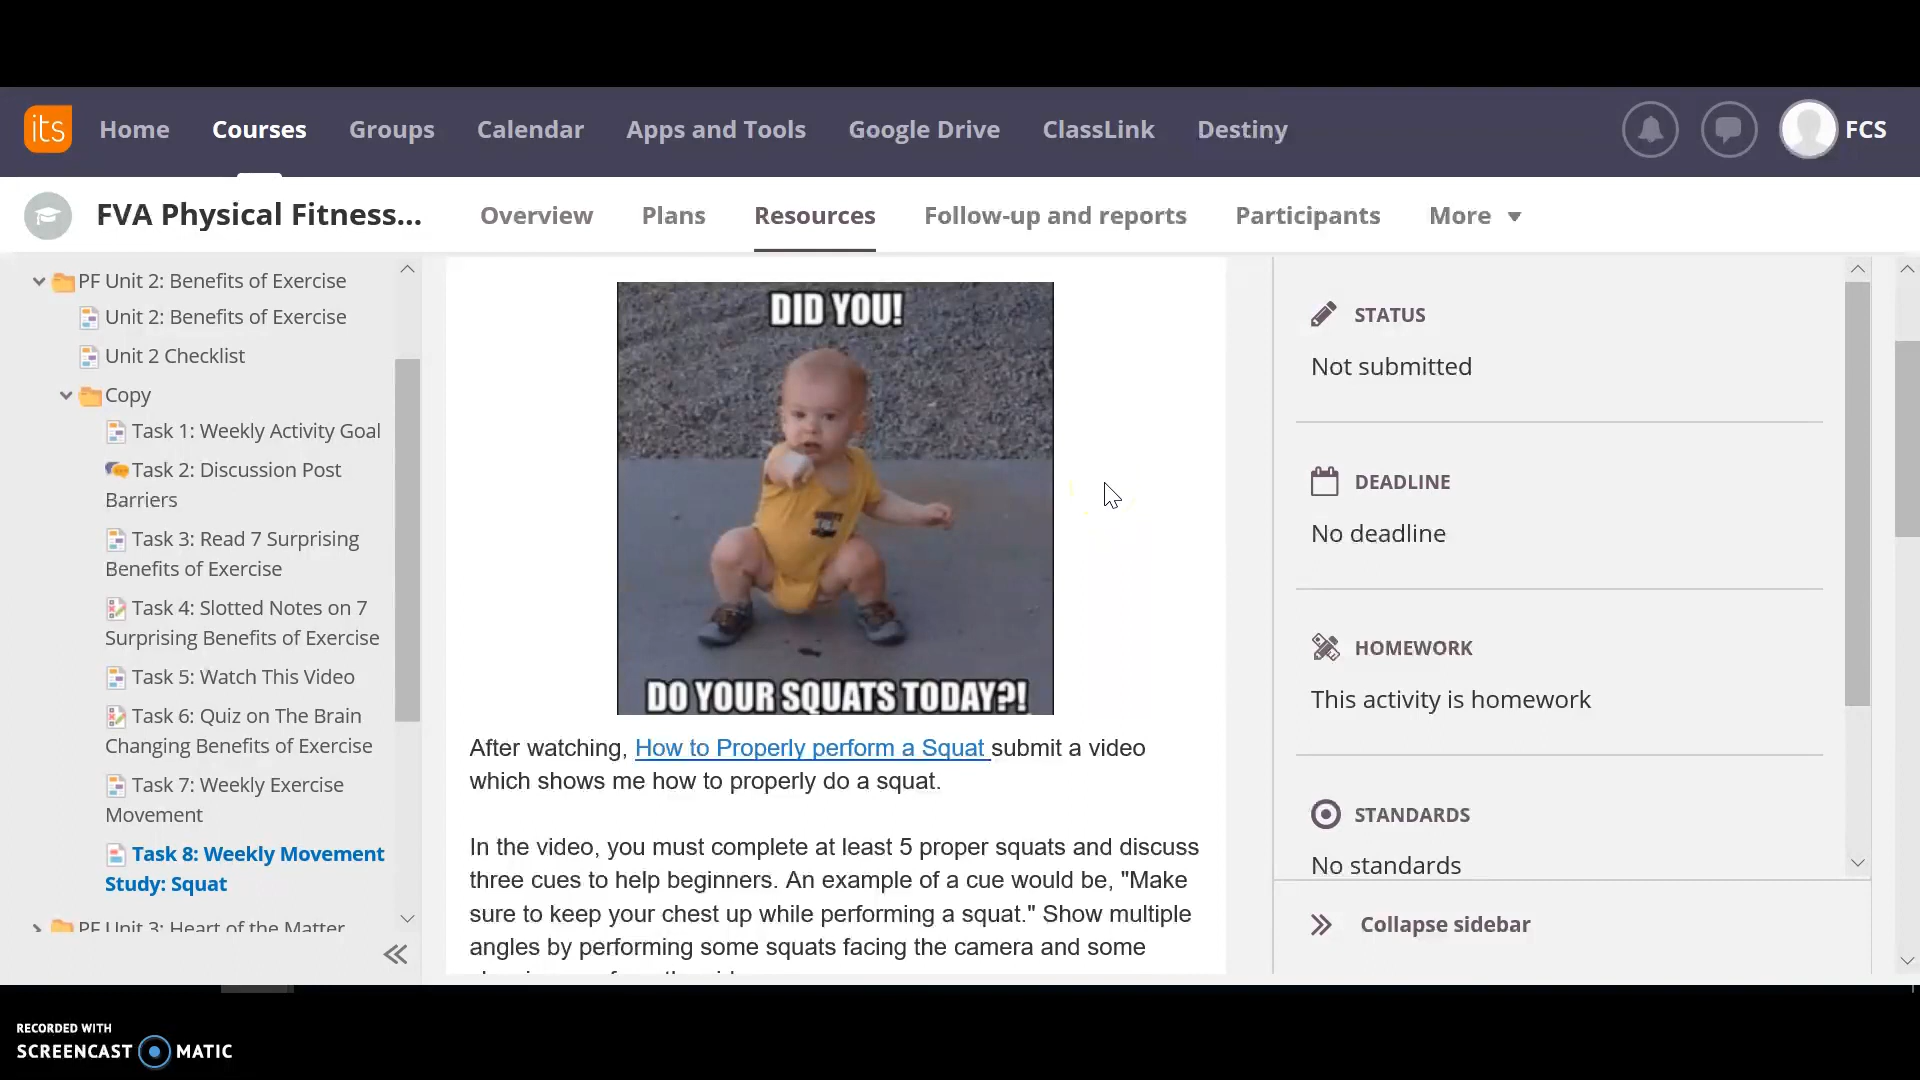 its Home Courses Groups Calendar Apps and Tools Google Drive ClassLink Destiny FCS
FVA Physical Fitness... Overview Plans Resources Follow-up and reports Participants More
PF Unit 2: Benefits of Exercise
Unit 2: Benefits of Exercise
Unit 2 Checklist
Copy
Task 1: Weekly Activity Goal
Task 2: Discussion Post
Barriers
Task 3: Read 7 Surprising
Benefits of Exercise
Task 4: Slotted Notes on 7
Surprising Benefits of Exercise
Task 5: Watch This Video
Task 6: Quiz on The Brain
Changing Benefits of Exercise
Task 7: Weekly Exercise
Movement
Task 8: Weekly Movement
Study: Squat
PF Unit 3: Heart of the Matter
DID YOU!
DO YOUR SQUATS TODAY?!
After watching, How to Properly perform a Squat submit a video
which shows me how to properly do a squat.
In the video, you must complete at least 5 proper squats and discuss
three cues to help beginners. An example of a cue would be, "Make
sure to keep your chest up while performing a squat." Show multiple
angles by performing some squats facing the camera and some
STATUS
Not submitted
DEADLINE
No deadline
HOMEWORK
This activity is homework
STANDARDS
No standards
Collapse sidebar
RECORDED WITH
SCREENCAST MATIC